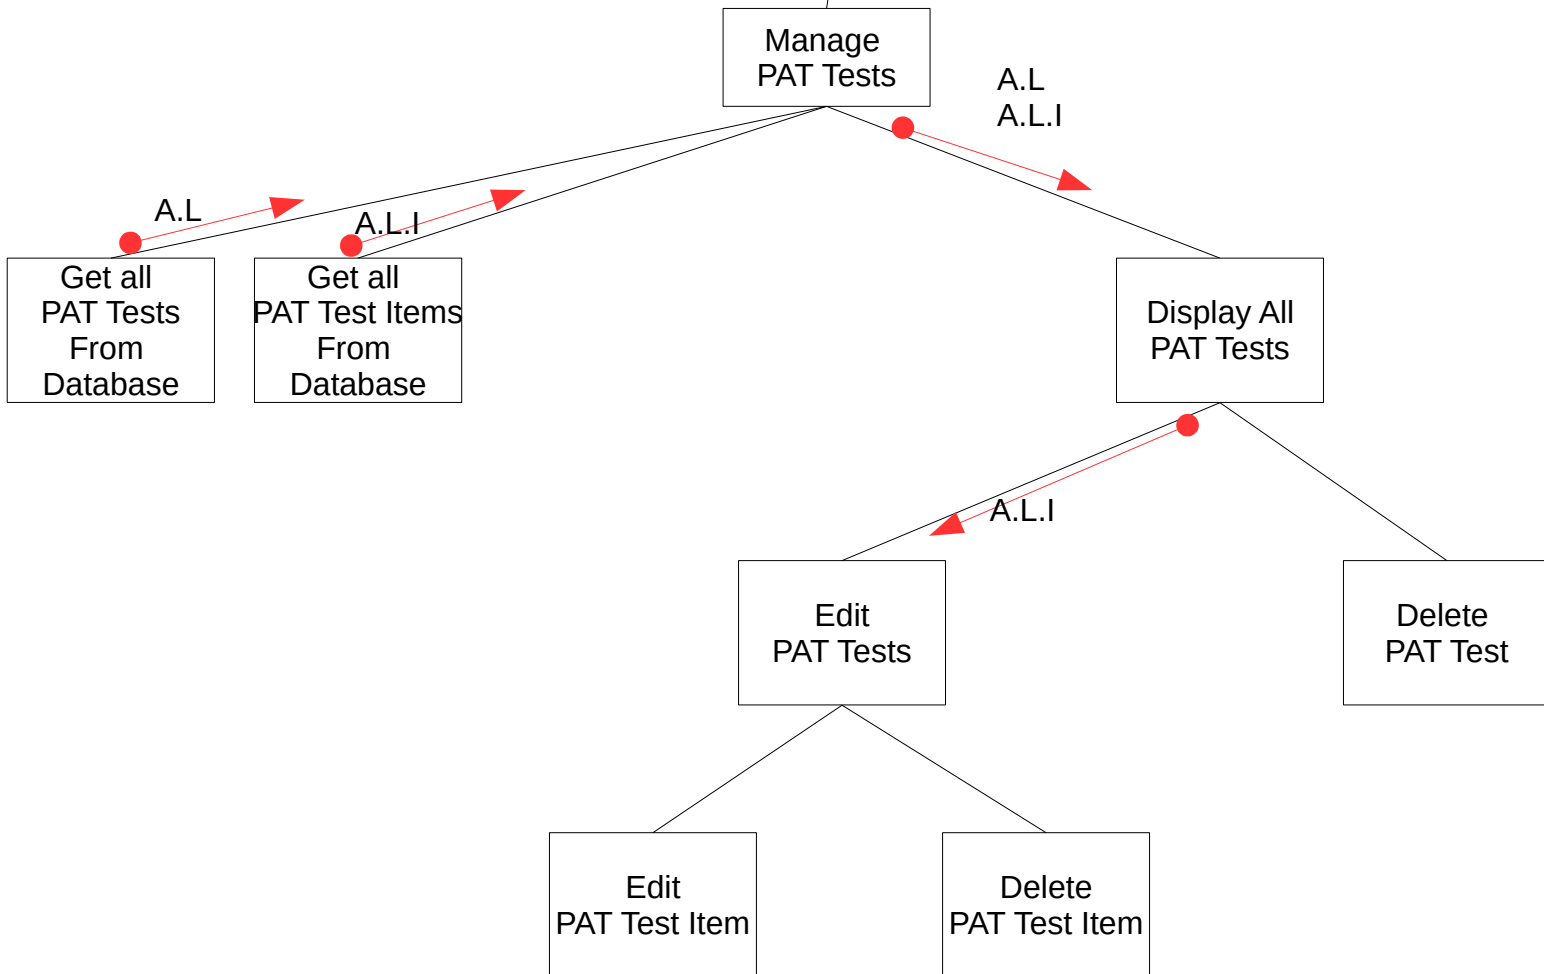 Manage
PAT Tests
A.L
A.L.I
A.L
A.L.I
Get all
PAT Tests
From
Database
Get all
PAT Test Items
From
Database
Display All
PAT Tests
A.L.I
Edit
PAT Tests
Delete
PAT Test
Edit
PAT Test Item
Delete
PAT Test Item